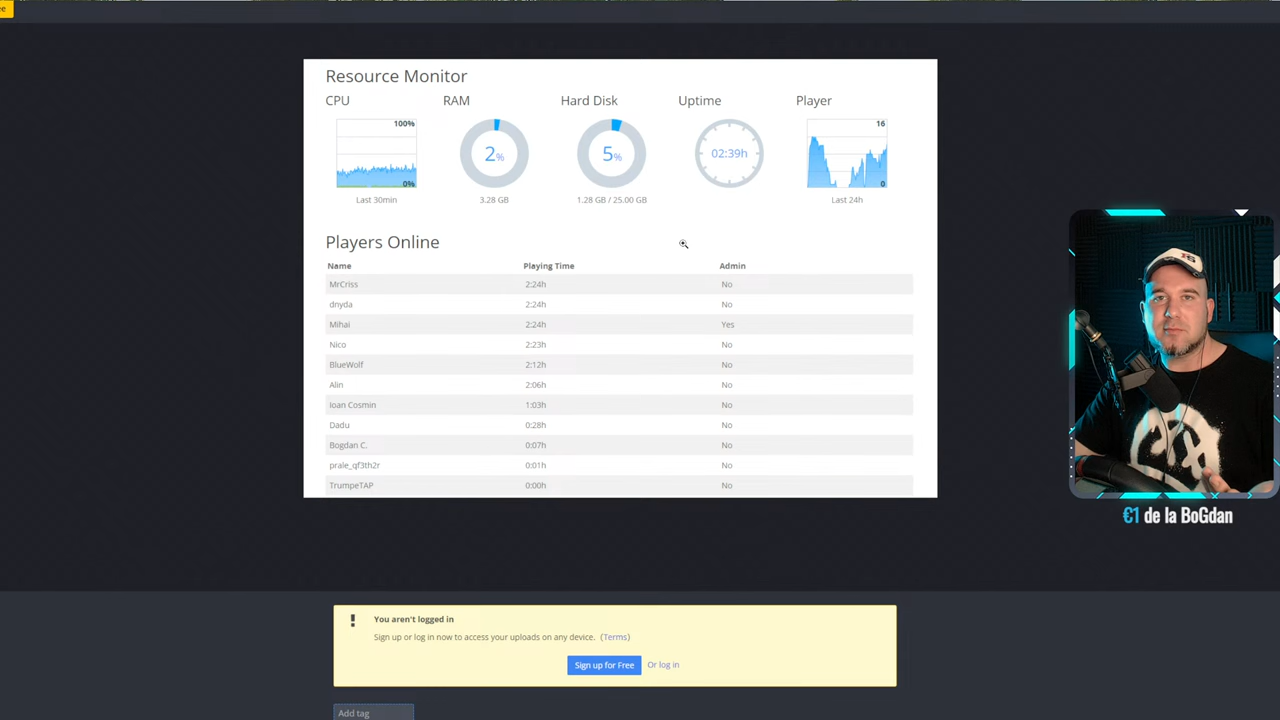 Resource Monitor
CPU RAM Hard Disk Uptime Player
100% 16
2% 5% 02:39h
0% 0
Last 30min 3.28 GB 1.28 GB / 25.00 GB Last 24h
Players Online
Name Playing Time Admin
MrCriss 2:24h No
dnyda 2:24h No
Mihai 2:24h Yes
Nico 2:23h No
BlueWolf 2:12h No
Alin 2:06h No
Ioan Cosmin 1:03h No
Dadu 0:28h No
Bogdan C. 0:07h No
prale_qf3th2r 0:01h No
TrumpeTAP 0:00h No
€1 de la BoGdan
You aren't logged in
Sign up or log in now to access your uploads on any device. (Terms)
Sign up for Free Or log in
Add tag